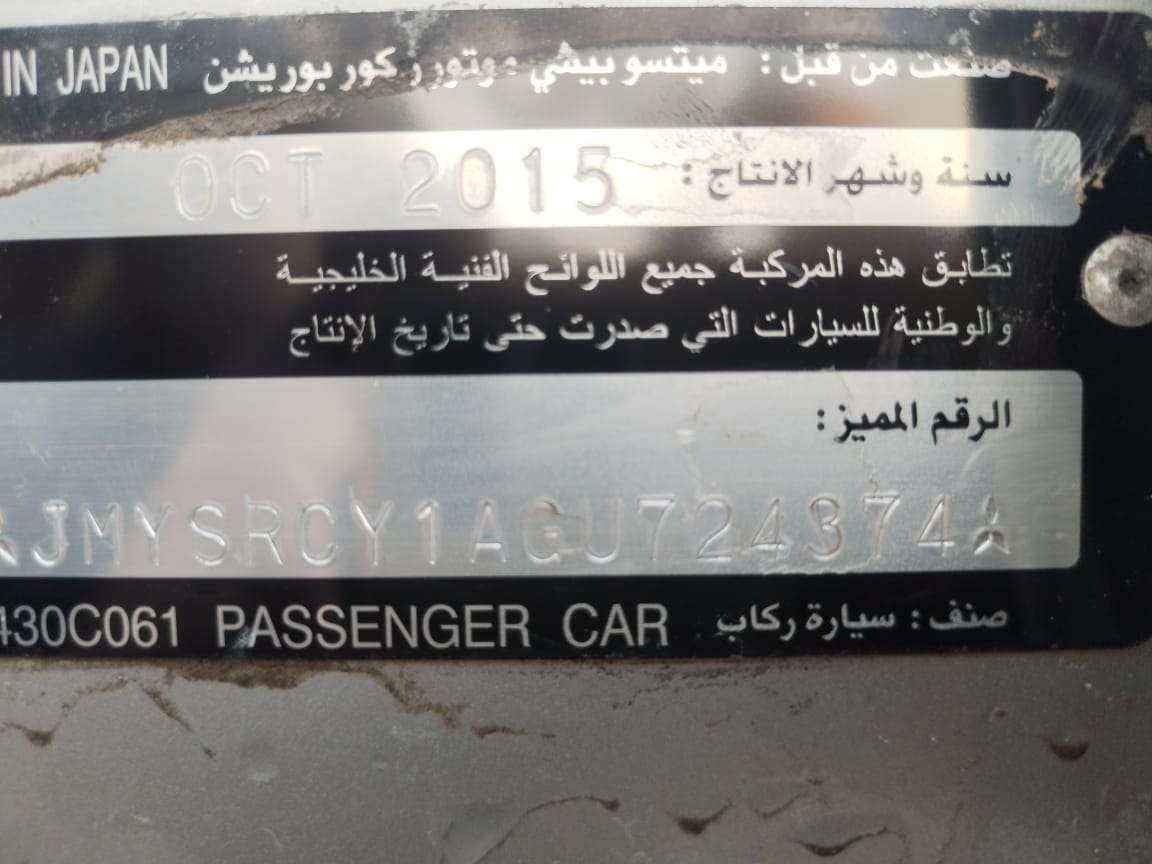 IN JAPAN صنعت من قبل: ميتسوبيشي موتورز كوربوريشن
سنة وشهر الانتاج: OCT 2015
تطابق هذه المركبة جميع اللوائح الفنية الخليجية
والوطنية للسيارات التي صدرت حتى تاريخ الإنتاج
الرقم المميز:
JMYSRCY1AGU724374
430C061 PASSENGER CAR صنف: سيارة ركاب